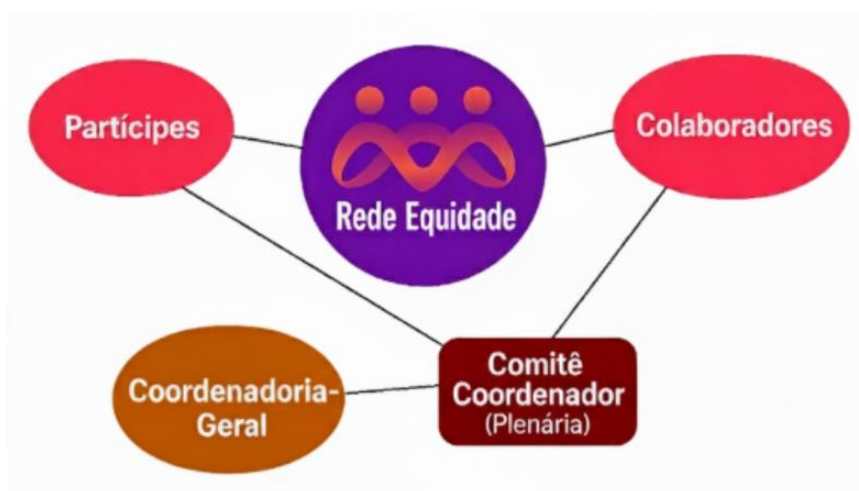 Partícipes
Rede Equidade
Colaboradores
Coordenadoria-
Geral
Comitê
Coordenador
(Plenária)